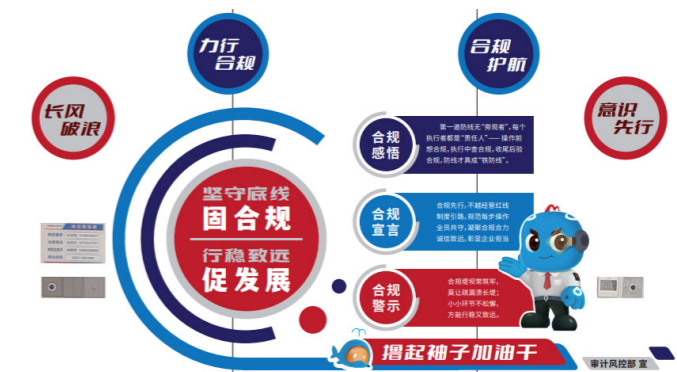 力行
合规
合规
护航
长风
破浪
意识
先行
坚守底线
固合规
行稳致远
促发展
合规
感悟
第一道防线无“旁观者”,每个
执行者都是“责任人”——操作前
想合规,执行中查合规,收尾后验
合规,防线才真成“铁防线”。
合规
宣言
合规先行,不越经营红线
制度引路,规范每步操作
全员共守,凝聚合规合力
诚信致远,彰显企业担当
合规
警示
合规堤坝常筑牢,
莫让疏漏溃长堤;
小小环节不松懈,
方能行稳又致远。
撸起袖子加油干
审计风控部 宣